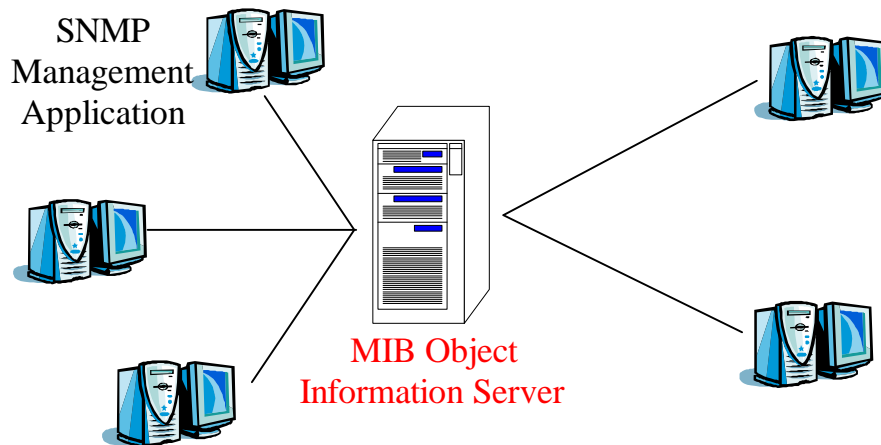 SNMP
Management
Application
MIB Object
Information Server